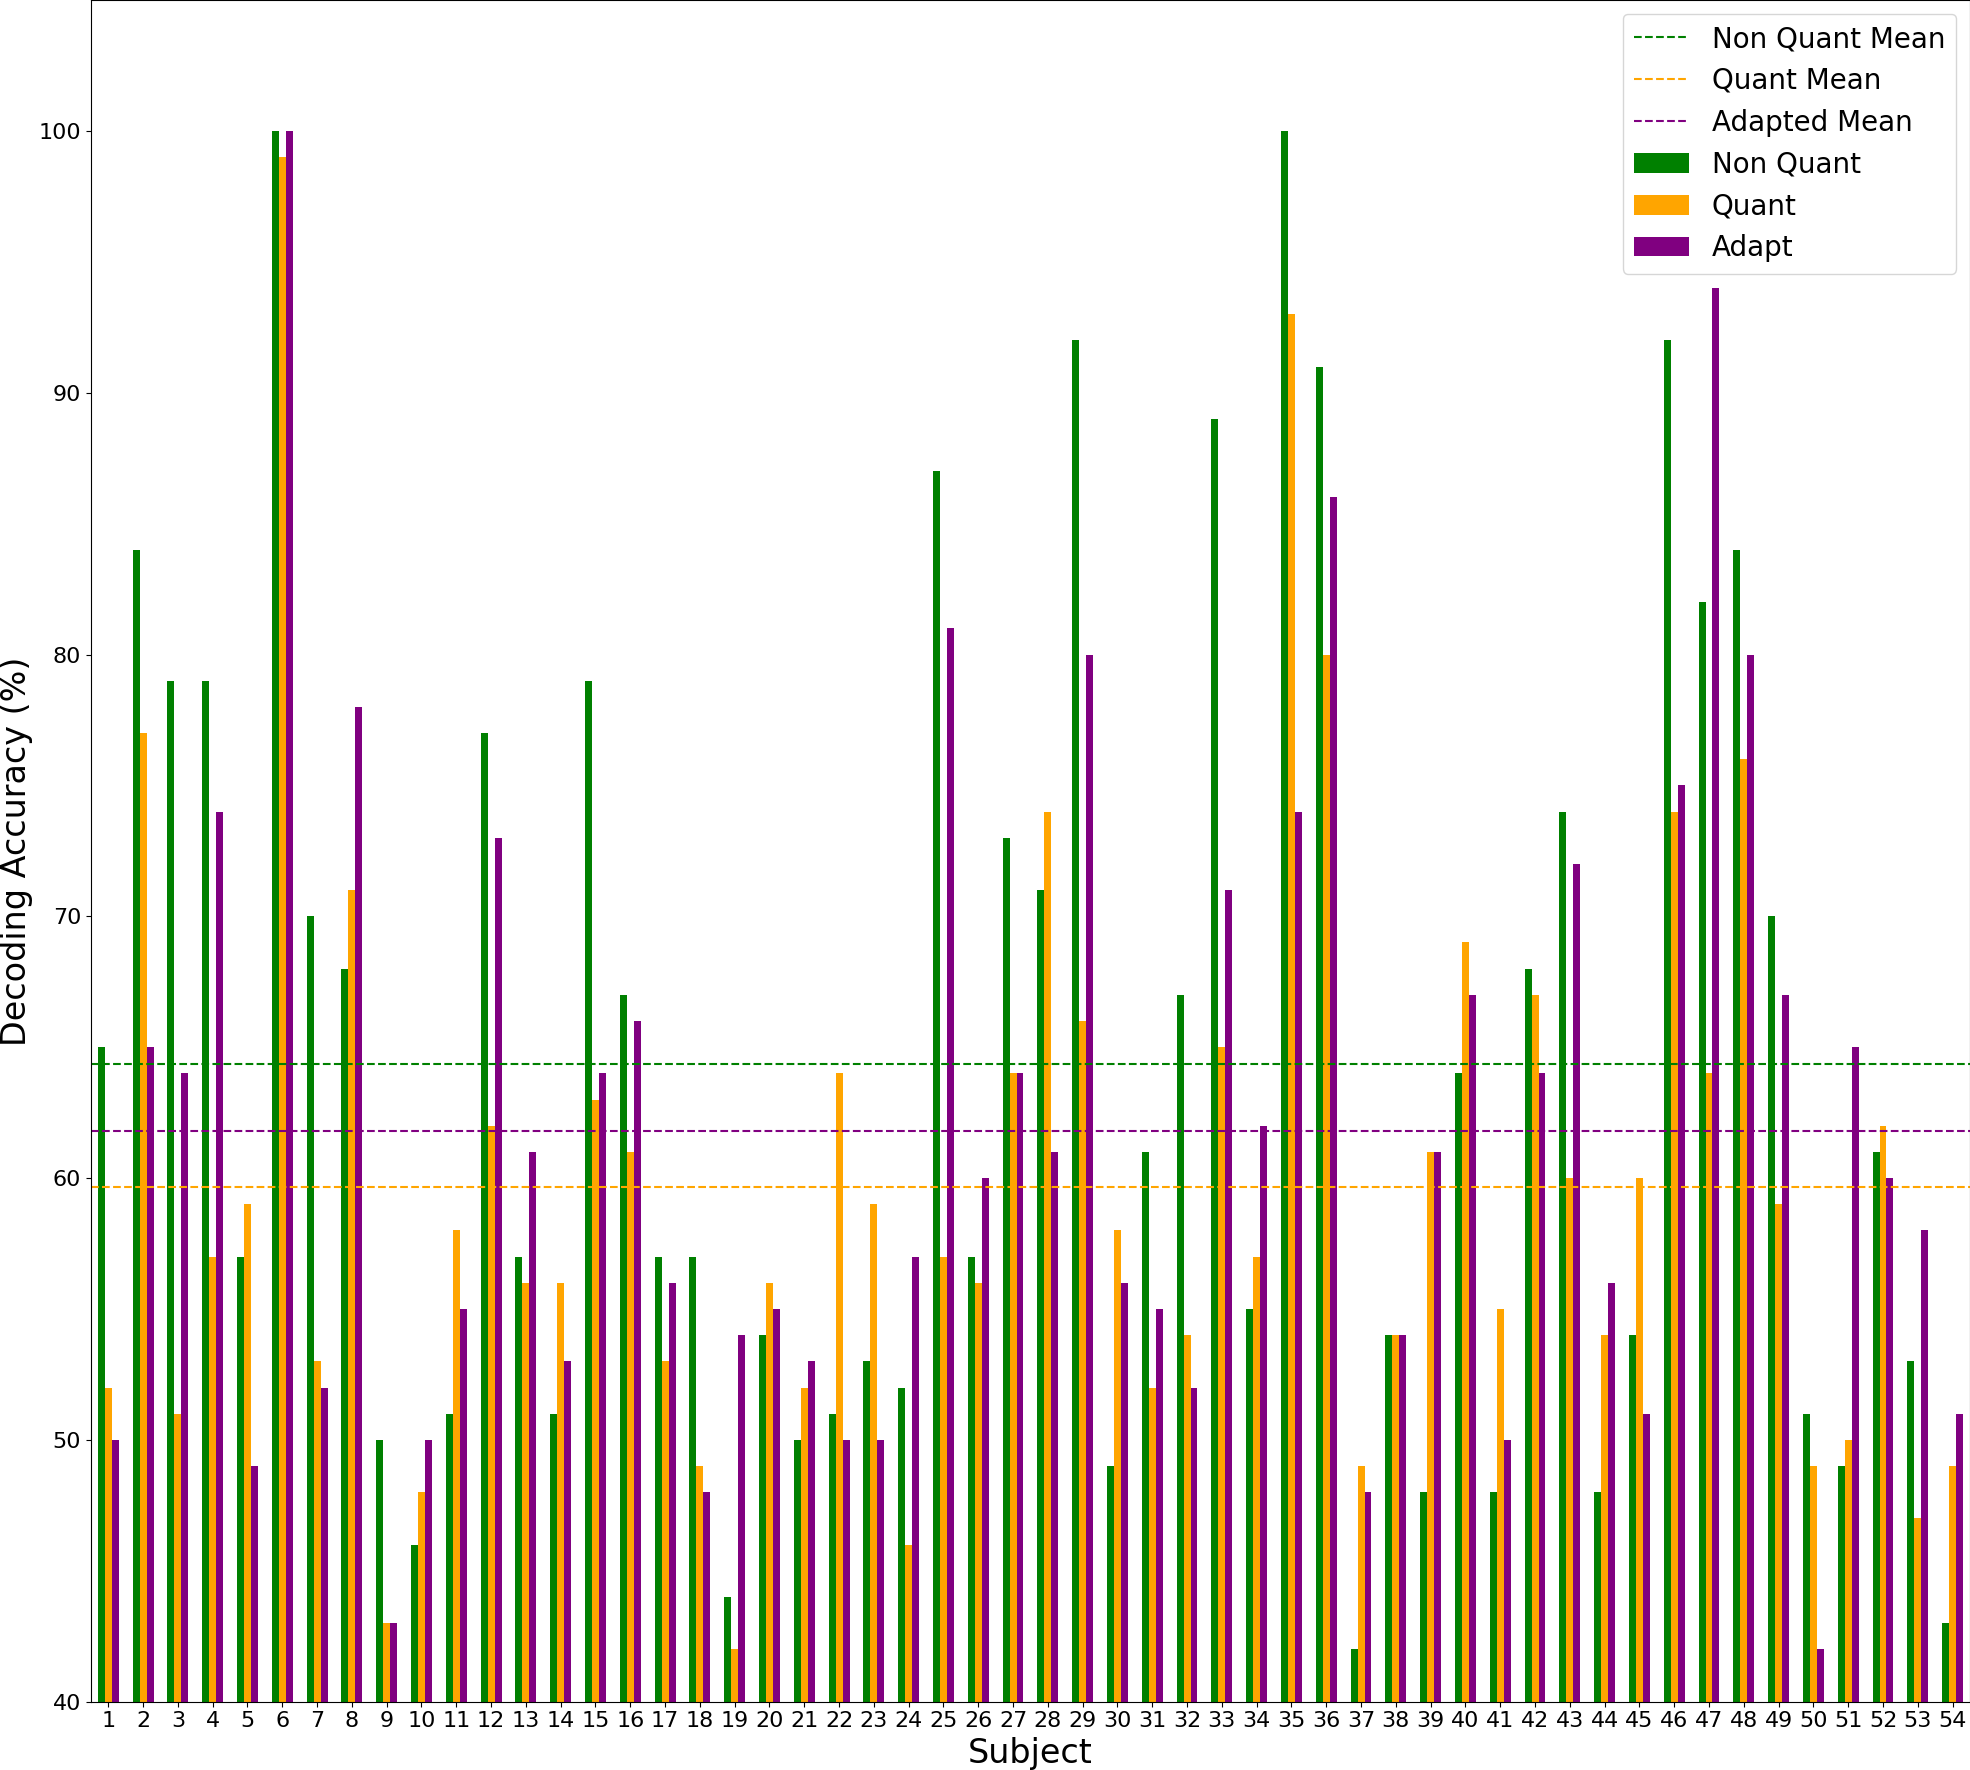 Non Quant Mean
Quant Mean
Adapted Mean
Non Quant
Quant
Adapt
100
90
80
70
60
50
40
Decoding Accuracy (%)
1 2 3 4 5 6 7 8 9 10 11 12 13 14 15 16 17 18 19 20 21 22 23 24 25 26 27 28 29 30 31 32 33 34 35 36 37 38 39 40 41 42 43 44 45 46 47 48 49 50 51 52 53 54
Subject